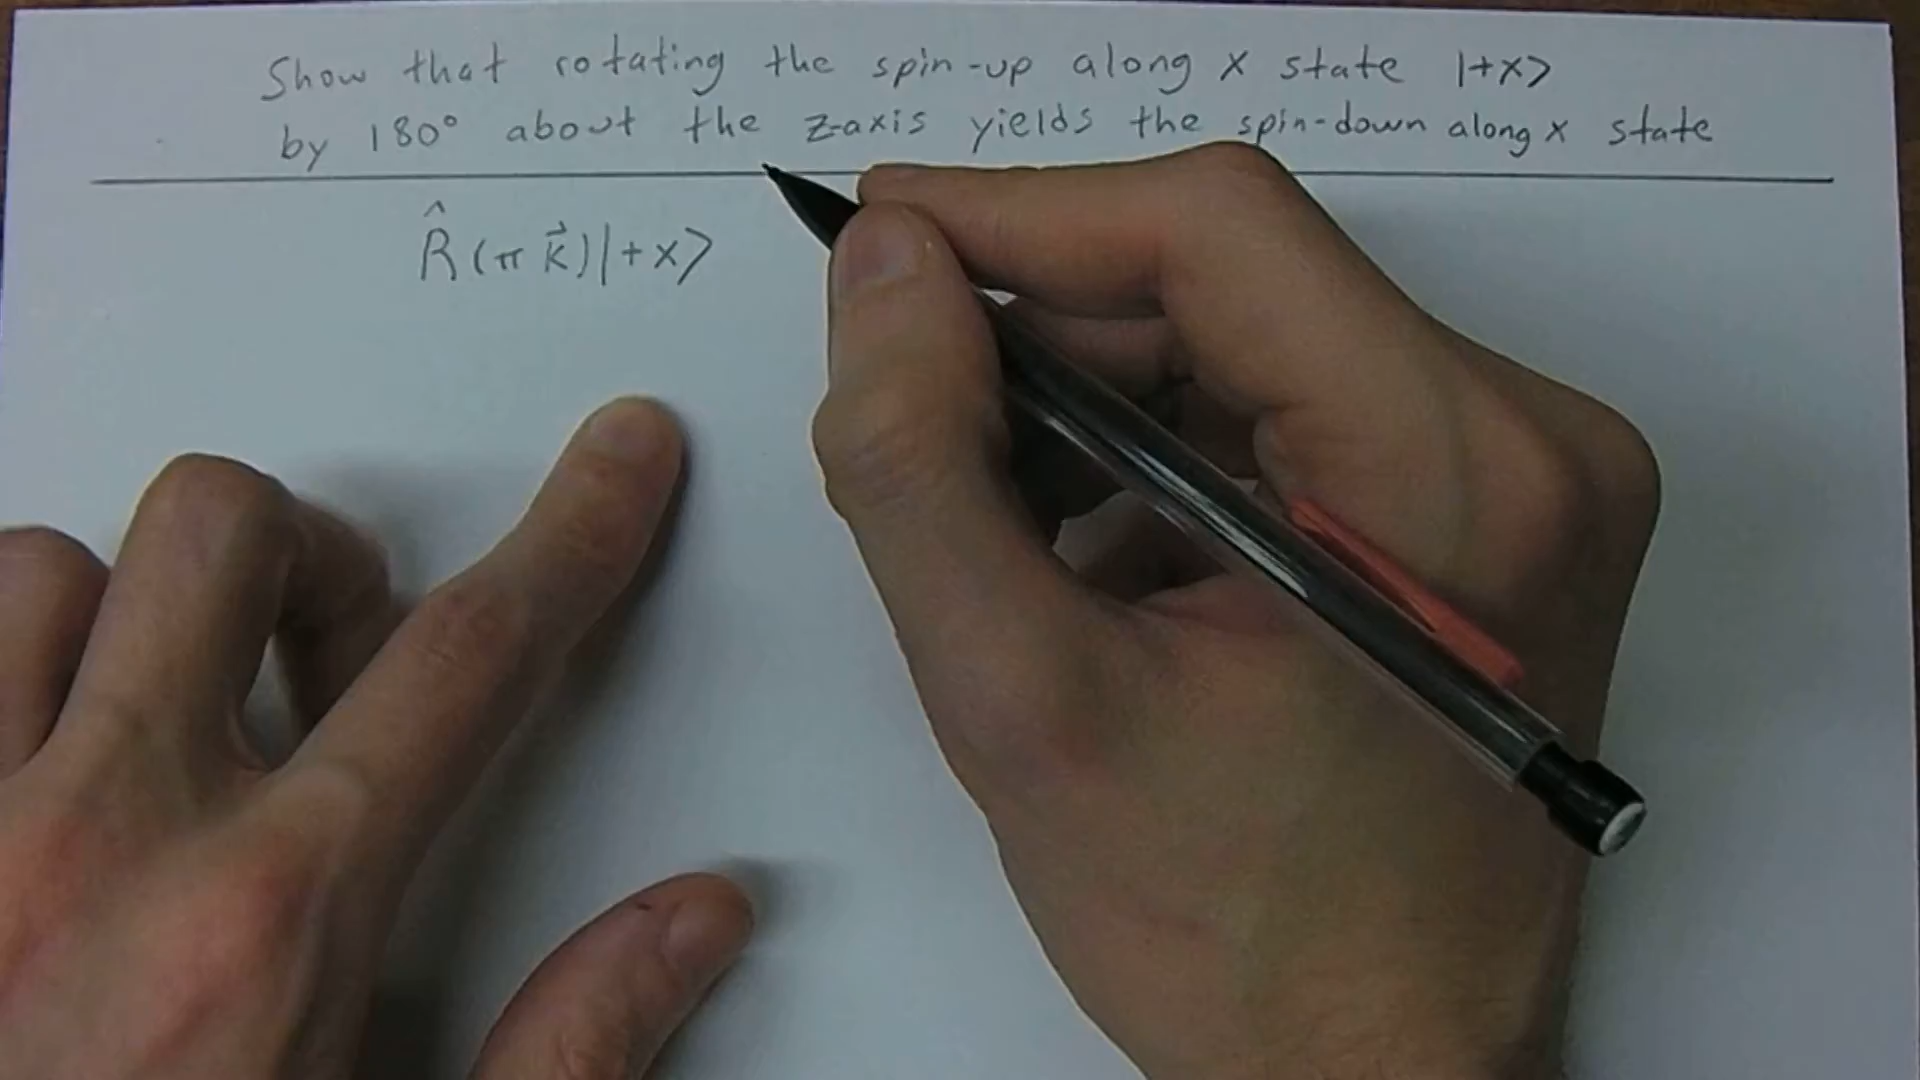 Show that rotating the spin-up along x state |+x>
by 180° about the z-axis yields the spin-down along x state
R̂(π k⃗)|+x>